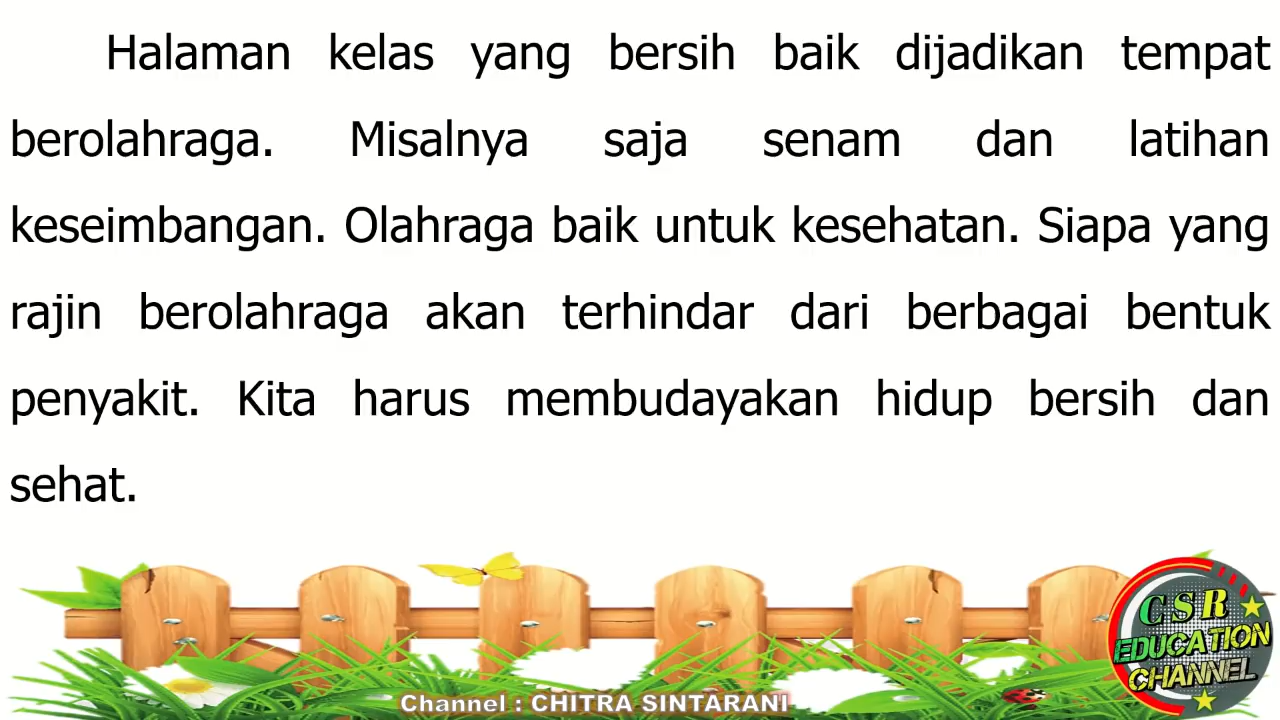 Halaman kelas yang bersih baik dijadikan tempat
berolahraga. Misalnya saja senam dan latihan
keseimbangan. Olahraga baik untuk kesehatan. Siapa yang
rajin berolahraga akan terhindar dari berbagai bentuk
penyakit. Kita harus membudayakan hidup bersih dan
sehat.
CSR
EDUCATION
CHANNEL
Channel : CHITRA SINTARANI